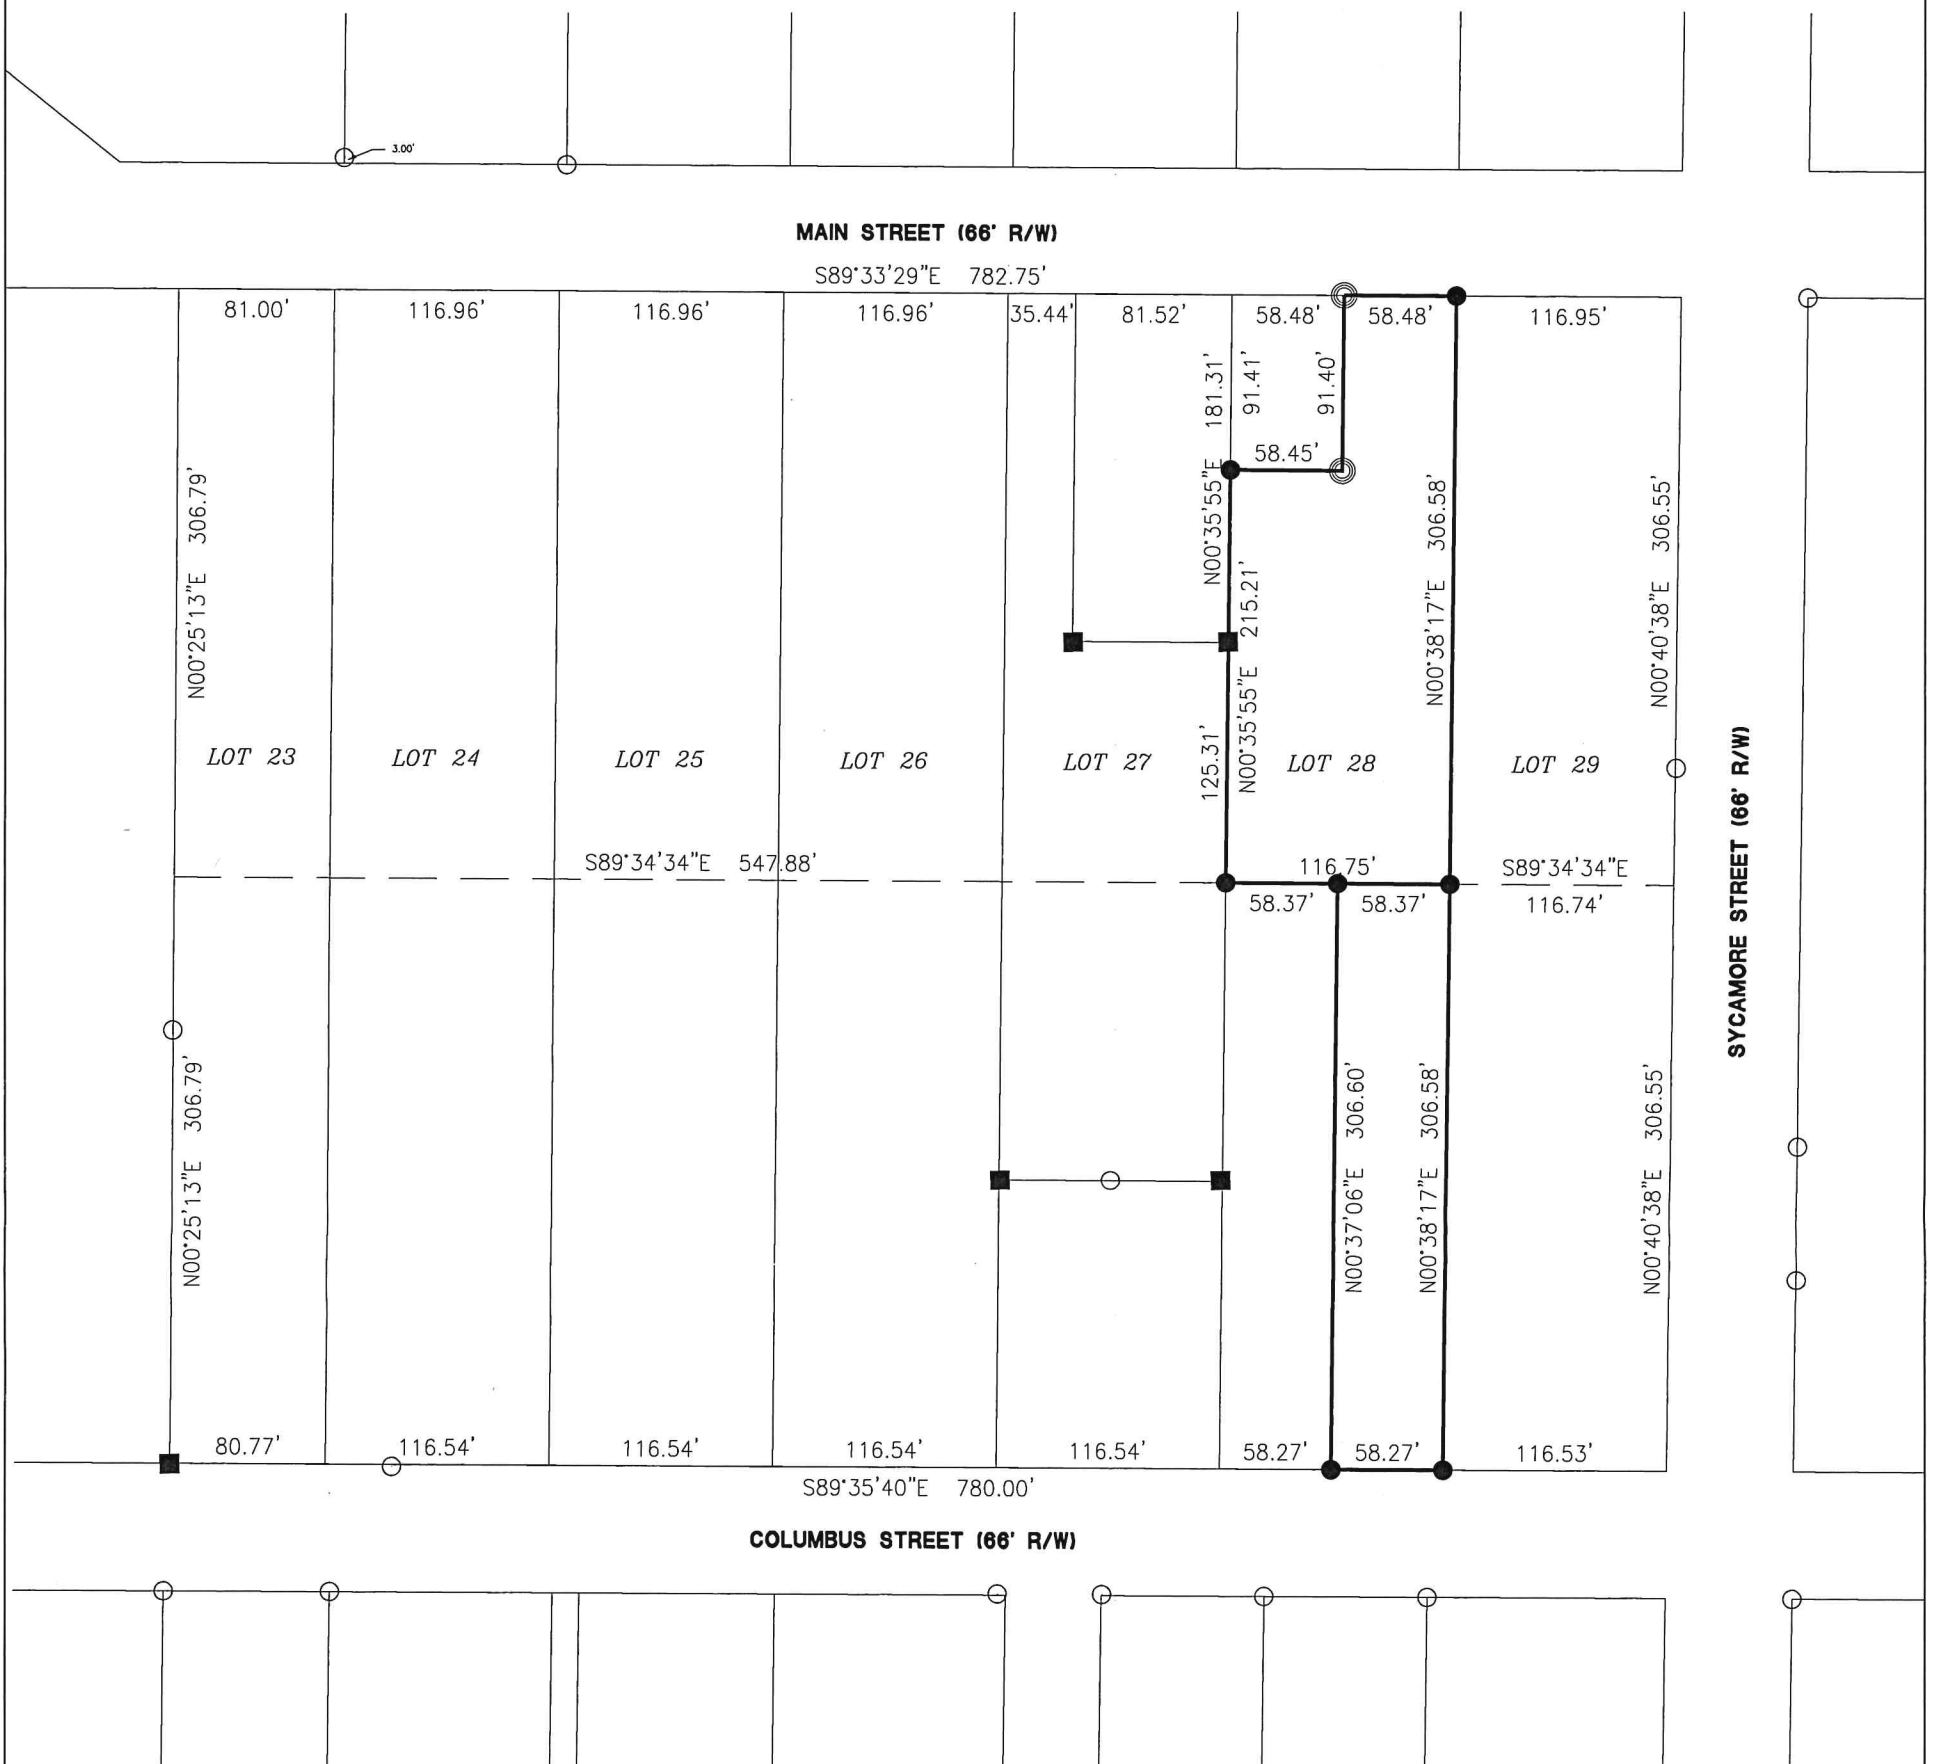 3.00'
MAIN STREET (66' R/W)
S89°33'29"E 782.75'
81.00' 116.96' 116.96' 116.96' 35.44' 81.52' 58.48' 58.48' 116.95'
N00°25'13"E 306.79'
N00°35'55"E 181.31'
91.41'
91.40'
58.45'
N00°35'55"E 215.21'
125.31'
N00°38'17"E 306.58'
N00°40'38"E 306.55'
LOT 23 LOT 24 LOT 25 LOT 26 LOT 27 LOT 28 LOT 29
SYCAMORE STREET (66' R/W)
S89°34'34"E 547.88'
116.75'
S89°34'34"E
58.37' 58.37' 116.74'
N00°25'13"E 306.79'
N00°37'06"E 306.60'
N00°38'17"E 306.58'
N00°40'38"E 306.55'
80.77' 116.54' 116.54' 116.54' 116.54' 58.27' 58.27' 116.53'
S89°35'40"E 780.00'
COLUMBUS STREET (66' R/W)